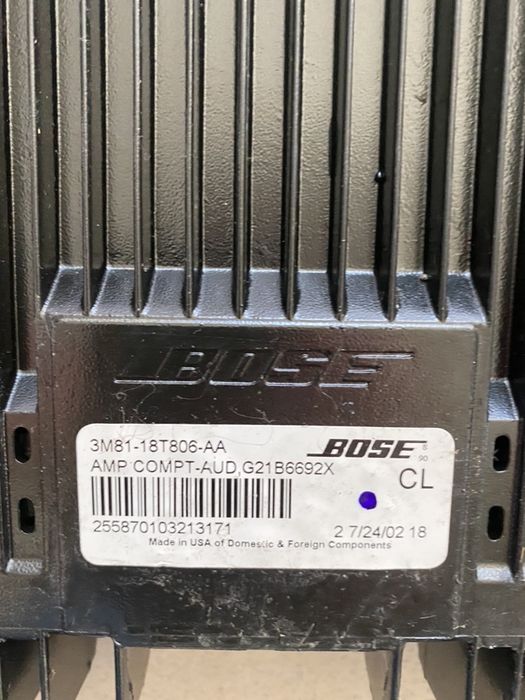 BOSE
3M81-18T806-AA
BOSE
AMP COMPT-AUD,G21B6692X
CL
255870103213171
2 7/24/02 18
Made in USA of Domestic & Foreign Components